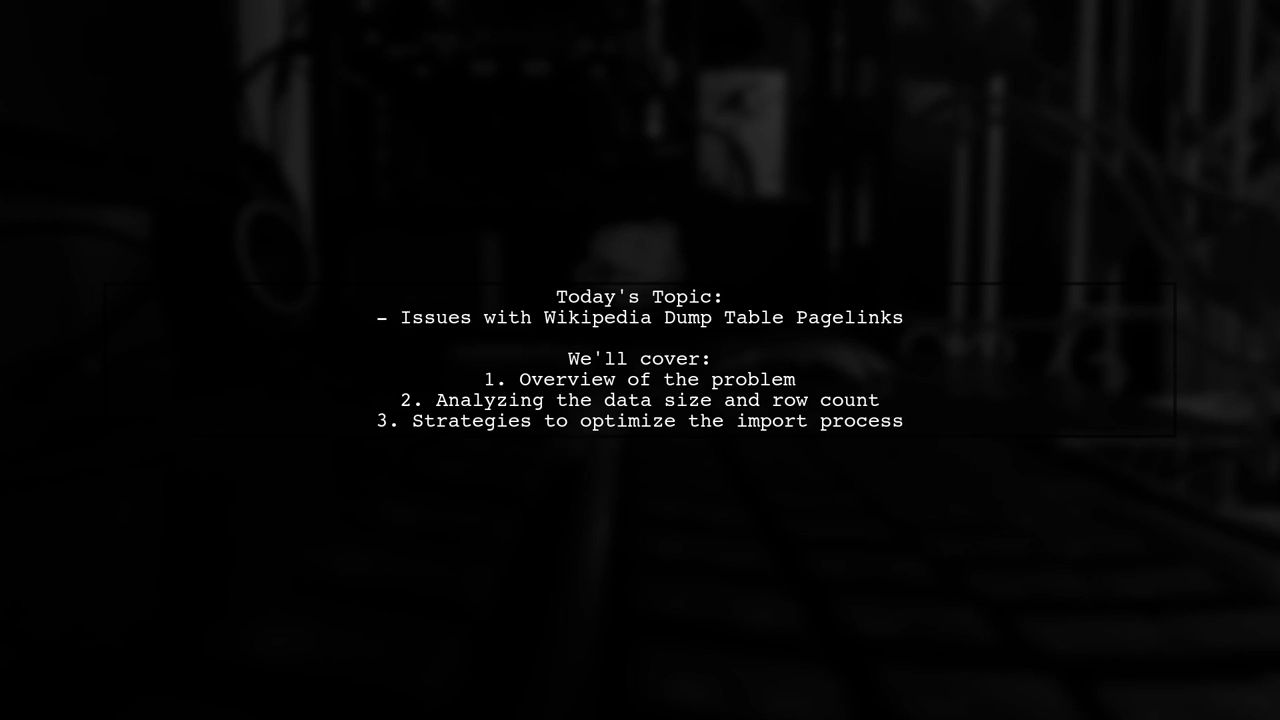 Today's Topic:
- Issues with Wikipedia Dump Table Pagelinks
We'll cover:
1. Overview of the problem
2. Analyzing the data size and row count
3. Strategies to optimize the import process